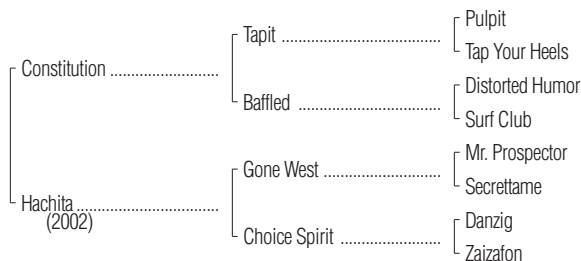 Pulpit
Tapit ....................................
Tap Your Heels
Constitution ........................
Distorted Humor
Baffled ................................
Surf Club
Mr. Prospector
Gone West ...........................
Secrettame
Hachita ................................
(2002)
Danzig
Choice Spirit .......................
Zaizafon